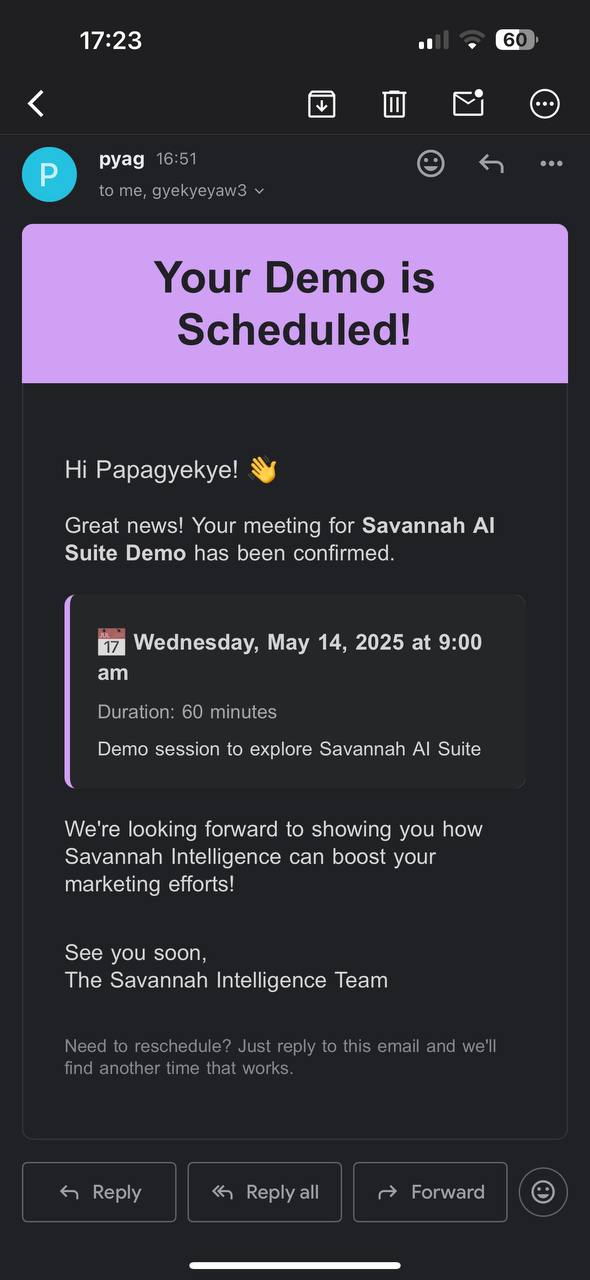 17:23
60
P
pyag 16:51
to me, gyekyeyaw3
Your Demo is
Scheduled!
Hi Papagyekye! 👋
Great news! Your meeting for Savannah AI
Suite Demo has been confirmed.
📅 Wednesday, May 14, 2025 at 9:00
am
Duration: 60 minutes
Demo session to explore Savannah AI Suite
We're looking forward to showing you how
Savannah Intelligence can boost your
marketing efforts!
See you soon,
The Savannah Intelligence Team
Need to reschedule? Just reply to this email and we'll
find another time that works.
Reply
Reply all
Forward